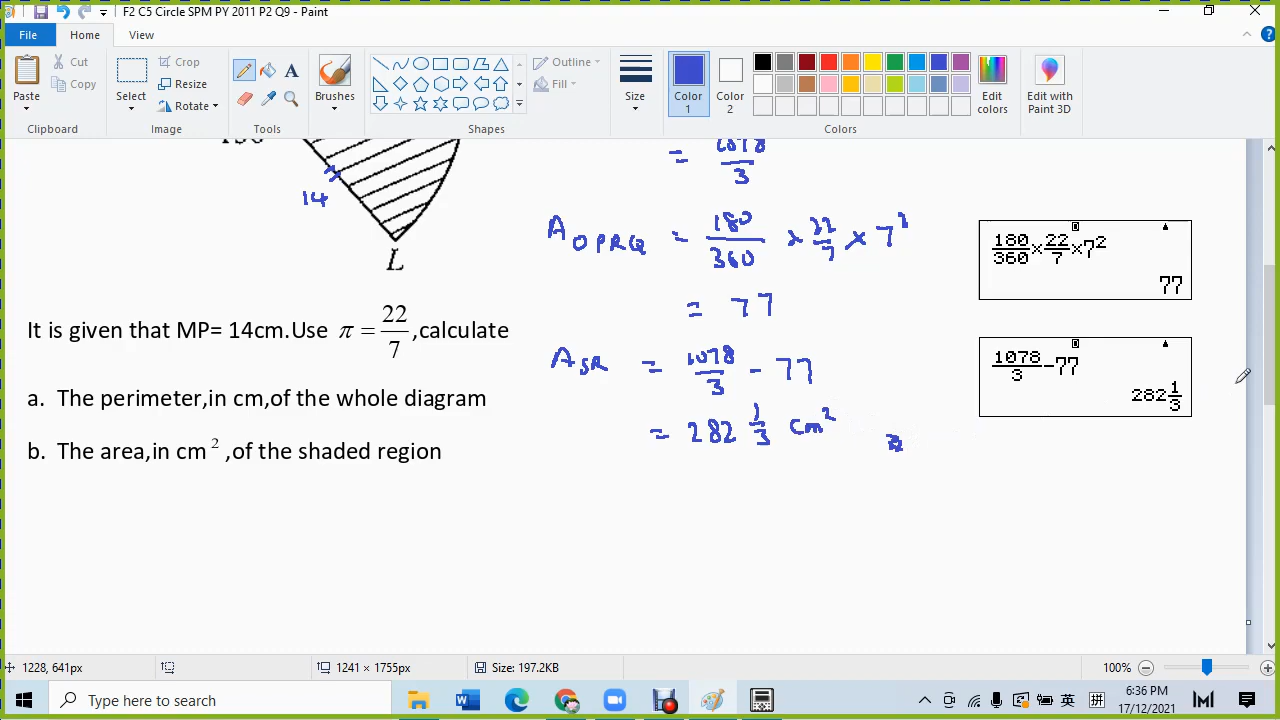 F2 C5 Circle SPM PY 2011 P2 Q9 - Paint
File Home View
Paste Cut Copy Clipboard
Select Crop Resize Rotate Image
Tools
Brushes
Outline Fill Shapes
Size
Color 1 Color 2 Edit colors Colors
Edit with Paint 3D
14
L
It is given that MP= 14cm.Use π = 22/7 ,calculate
a. The perimeter,in cm,of the whole diagram
b. The area,in cm 2 ,of the shaded region
= 1078/3
A OPRQ = 180/360 × 22/7 × 7²
= 77
A SR = 1078/3 - 77
= 282 1/3 cm²
180/360×22/7×7²
77
1078/3-77
282 1/3
1228, 641px
1241 × 1755px
Size: 197.2KB
100%
Type here to search
英
拼
6:36 PM
17/12/2021